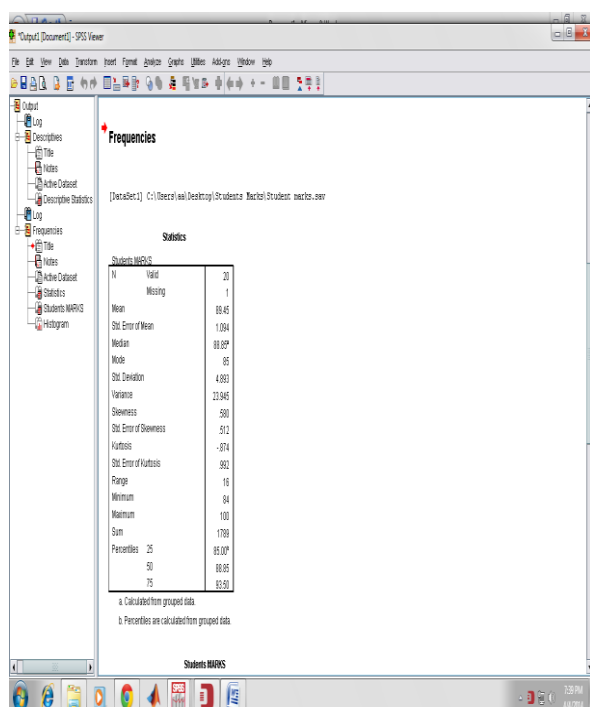 *Output1 [Document1] - SPSS Viewer
File Edit View Data Transform Insert Format Analyze Graphs Utilities Add-ons Window Help
Output
Log
Descriptives
Title
Notes
Active Dataset
Descriptive Statistics
Log
Frequencies
Title
Notes
Active Dataset
Statistics
Students MARKS
Histogram
Frequencies
[DataSet1] C:\Users\aa\Desktop\Students Marks\Student marks.sav
Statistics
Students MARKS
N Valid 20
Missing 1
Mean 89.45
Std. Error of Mean 1.094
Median 88.85a
Mode 85
Std. Deviation 4.893
Variance 23.945
Skewness .580
Std. Error of Skewness .512
Kurtosis -.874
Std. Error of Kurtosis .992
Range 16
Minimum 84
Maximum 100
Sum 1789
Percentiles 25 85.00b
50 88.85
75 93.50
a. Calculated from grouped data.
b. Percentiles are calculated from grouped data.
Students MARKS
SPSS
7:39 PM